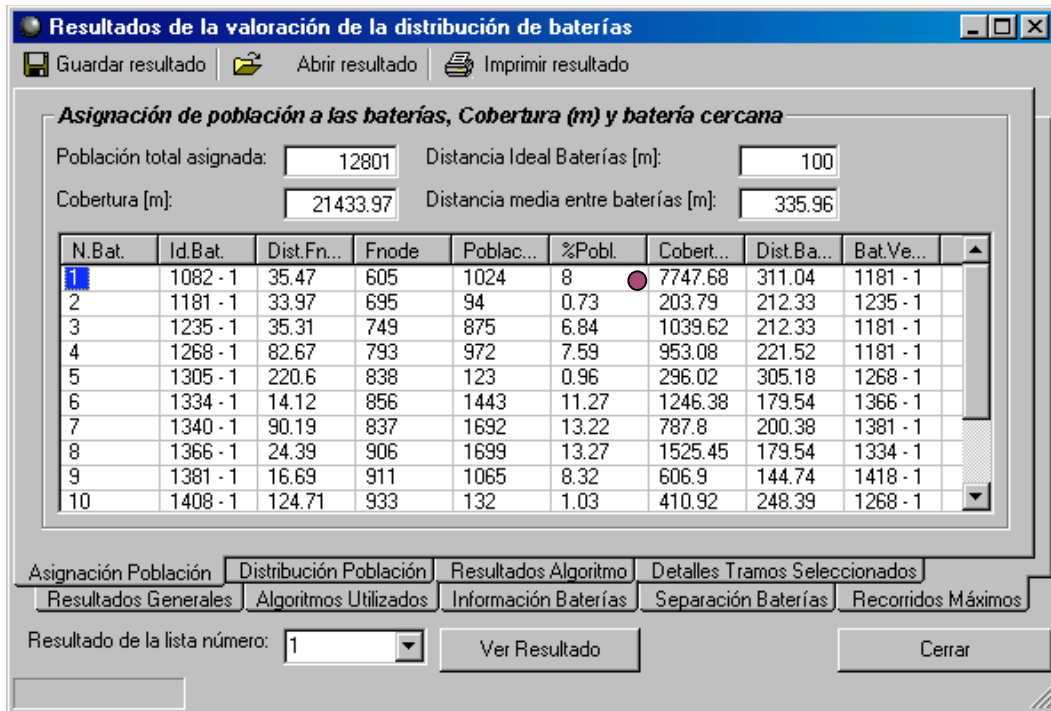 Resultados de la valoración de la distribución de baterías
Guardar resultado Abrir resultado Imprimir resultado
Asignación de población a las baterías, Cobertura (m) y batería cercana
Población total asignada: 12801 Distancia Ideal Baterías [m]: 100
Cobertura [m]: 21433.97 Distancia media entre baterías [m]: 335.96
N.Bat. Id.Bat. Dist.Fn... Fnode Poblac... %Pobl. Cobert... Dist.Ba... Bat.Ve...
1 1082 - 1 35.47 605 1024 8 7747.68 311.04 1181 - 1
2 1181 - 1 33.97 695 94 0.73 203.79 212.33 1235 - 1
3 1235 - 1 35.31 749 875 6.84 1039.62 212.33 1181 - 1
4 1268 - 1 82.67 793 972 7.59 953.08 221.52 1181 - 1
5 1305 - 1 220.6 838 123 0.96 296.02 305.18 1268 - 1
6 1334 - 1 14.12 856 1443 11.27 1246.38 179.54 1366 - 1
7 1340 - 1 90.19 837 1692 13.22 787.8 200.38 1381 - 1
8 1366 - 1 24.39 906 1699 13.27 1525.45 179.54 1334 - 1
9 1381 - 1 16.69 911 1065 8.32 606.9 144.74 1418 - 1
10 1408 - 1 124.71 933 132 1.03 410.92 248.39 1268 - 1
Asignación Población Distribución Población Resultados Algoritmo Detalles Tramos Seleccionados
Resultados Generales Algoritmos Utilizados Información Baterías Separación Baterías Recorridos Máximos
Resultado de la lista número: 1 Ver Resultado Cerrar